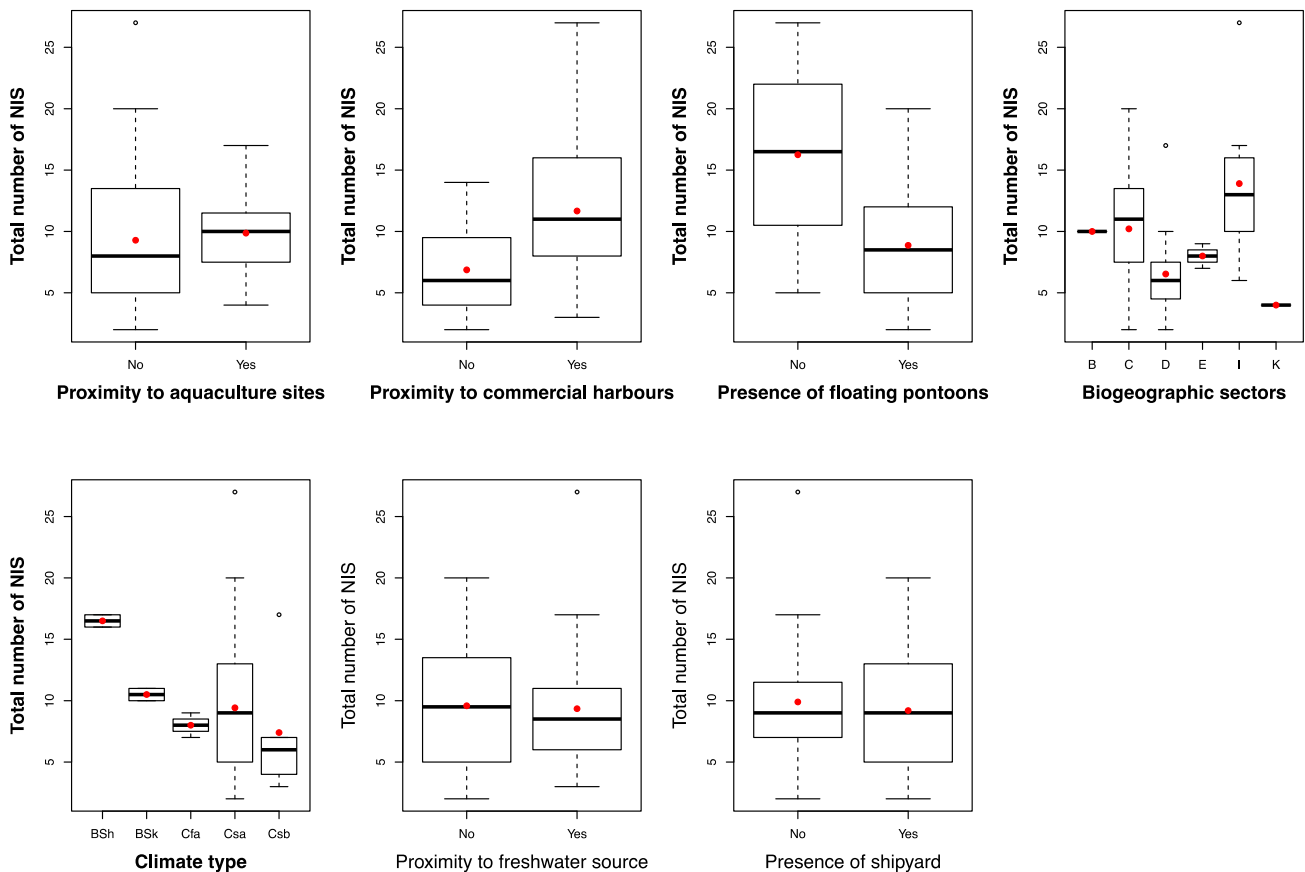 Total number of NIS
25
20
15
10
5
No Yes
Proximity to aquaculture sites
Total number of NIS
25
20
15
10
5
No Yes
Proximity to commercial harbours
Total number of NIS
25
20
15
10
5
No Yes
Presence of floating pontoons
Total number of NIS
25
20
15
10
5
B C D E I K
Biogeographic sectors
Total number of NIS
25
20
15
10
5
BSh BSk Cfa Csa Csb
Climate type
Total number of NIS
25
20
15
10
5
No Yes
Proximity to freshwater source
Total number of NIS
25
20
15
10
5
No Yes
Presence of shipyard